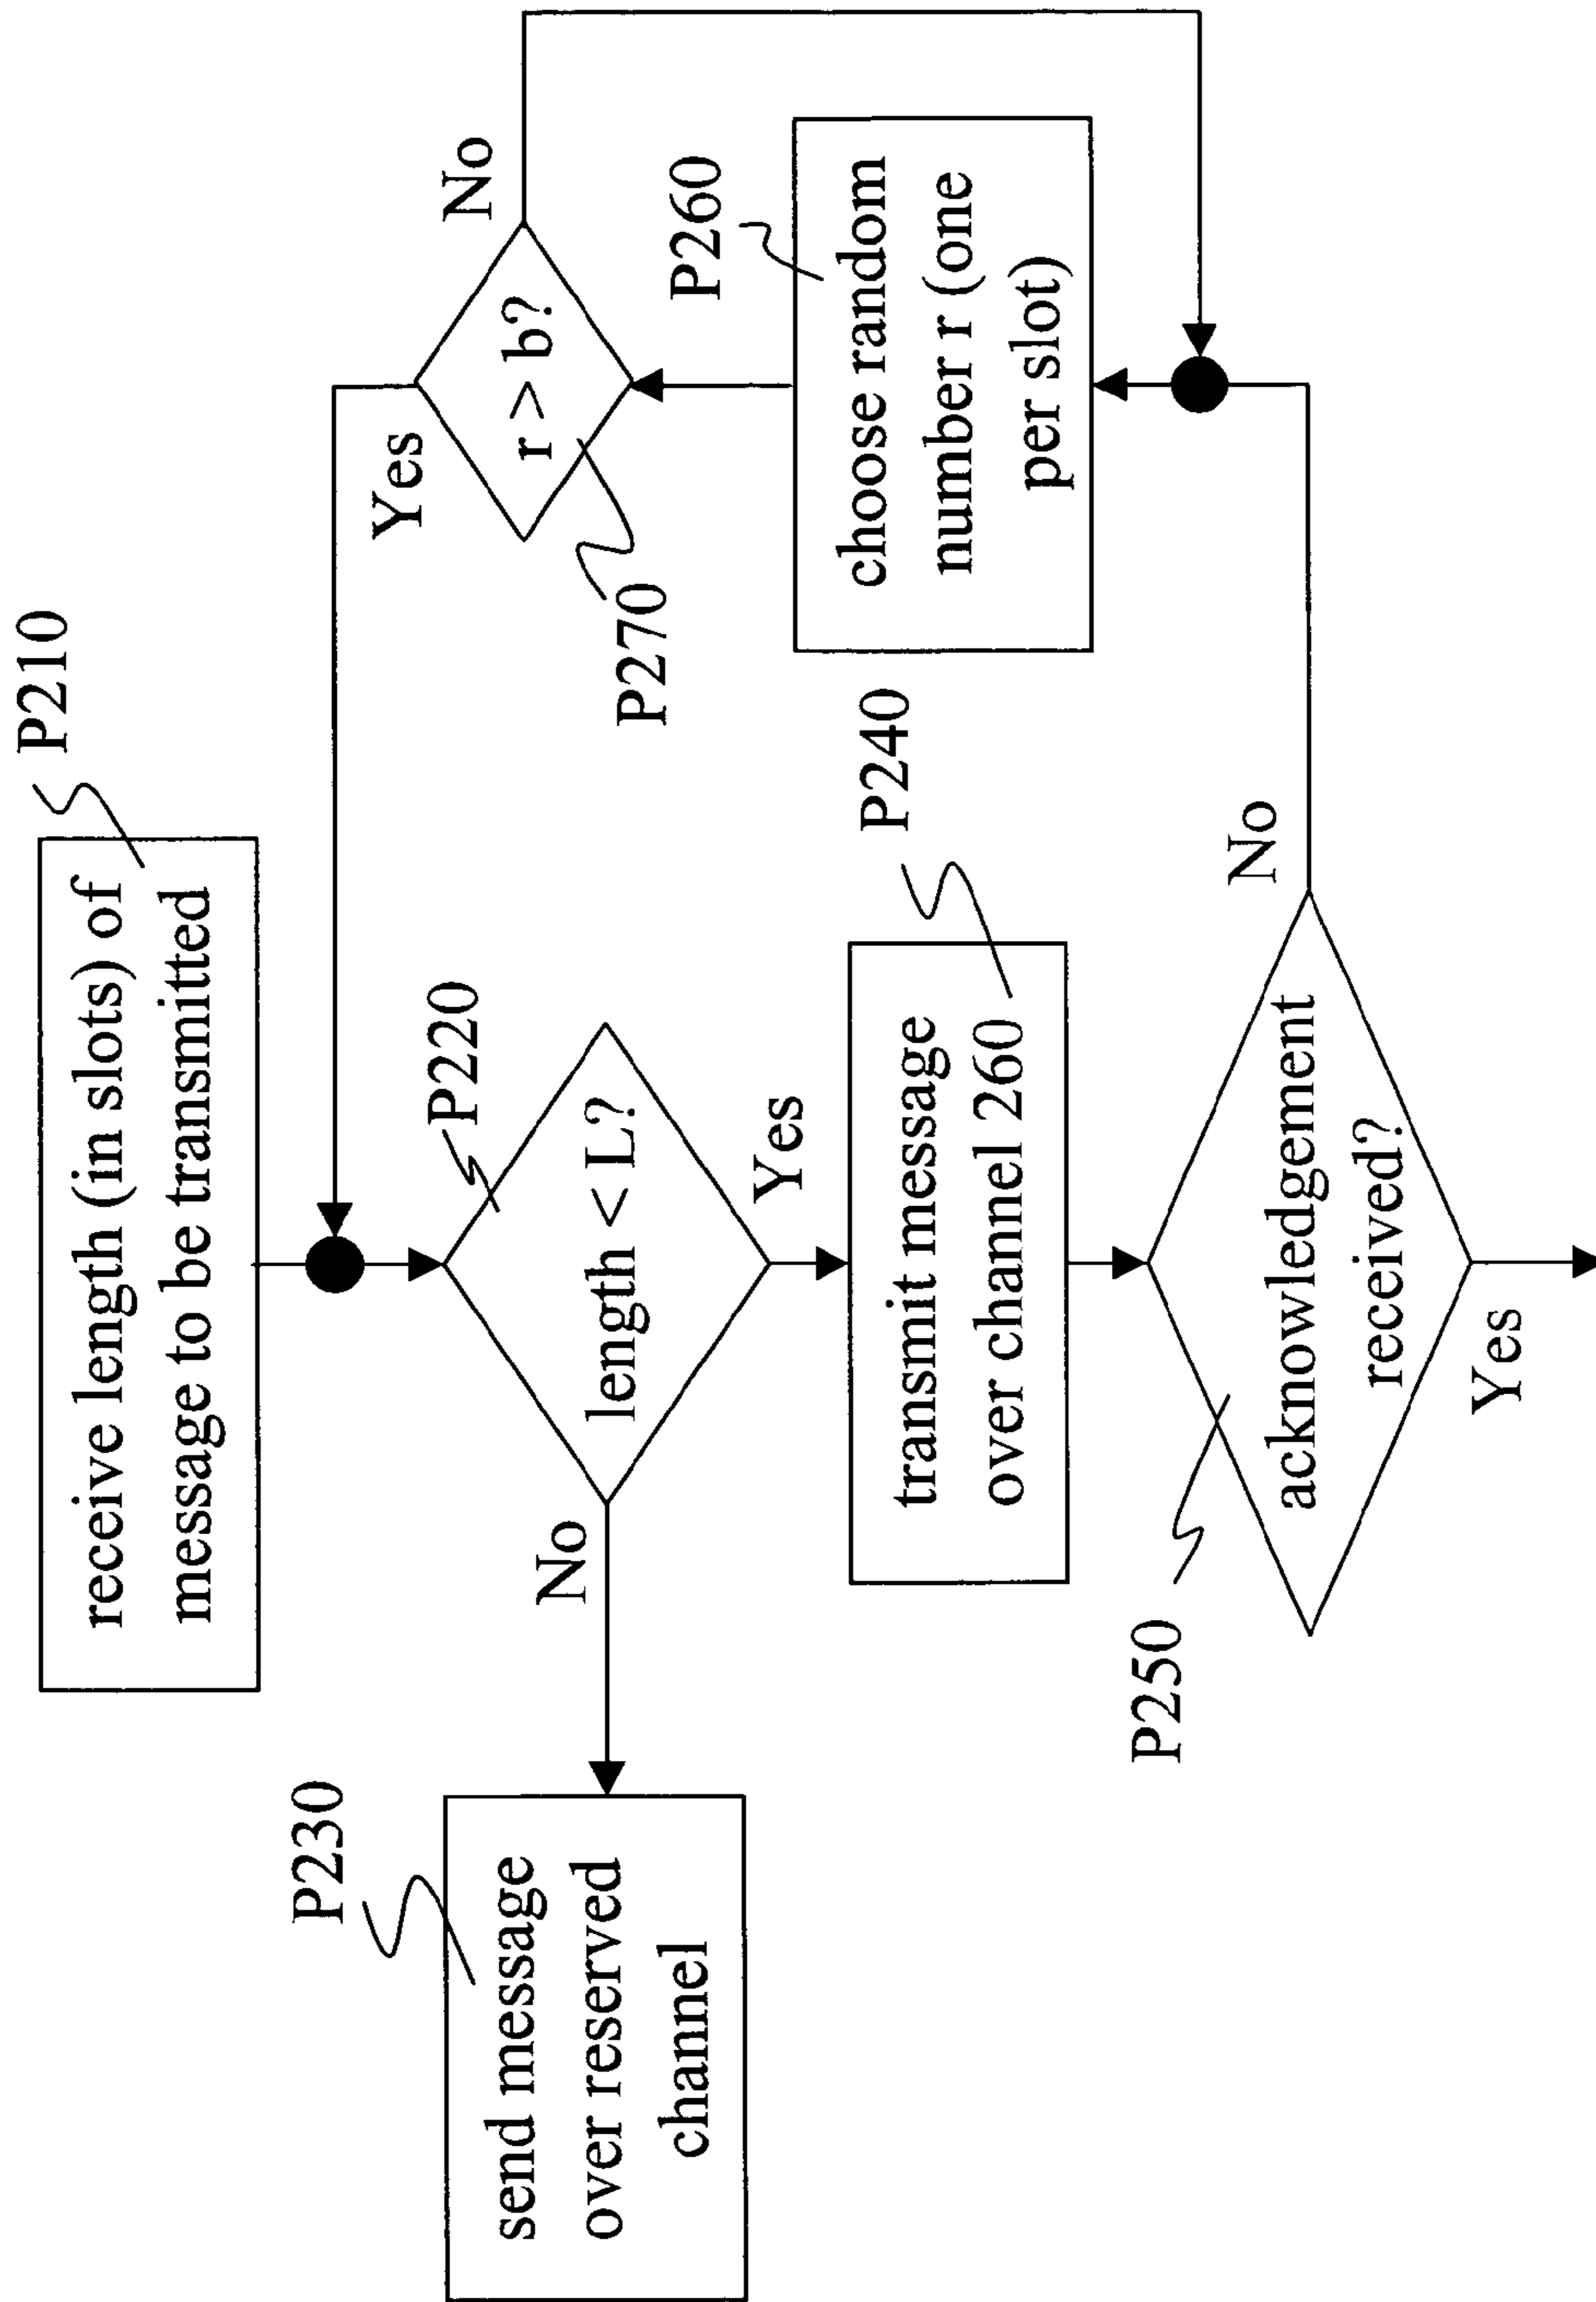 P210
receive length (in slots) of
message to be transmitted
P220
length < L?
No
Yes
P230
send message
over reserved
channel
P240
transmit message
over channel 260
P250
acknowledgement
received?
Yes
No
P260
choose random
number r (one
per slot)
P270
r > b?
Yes
No